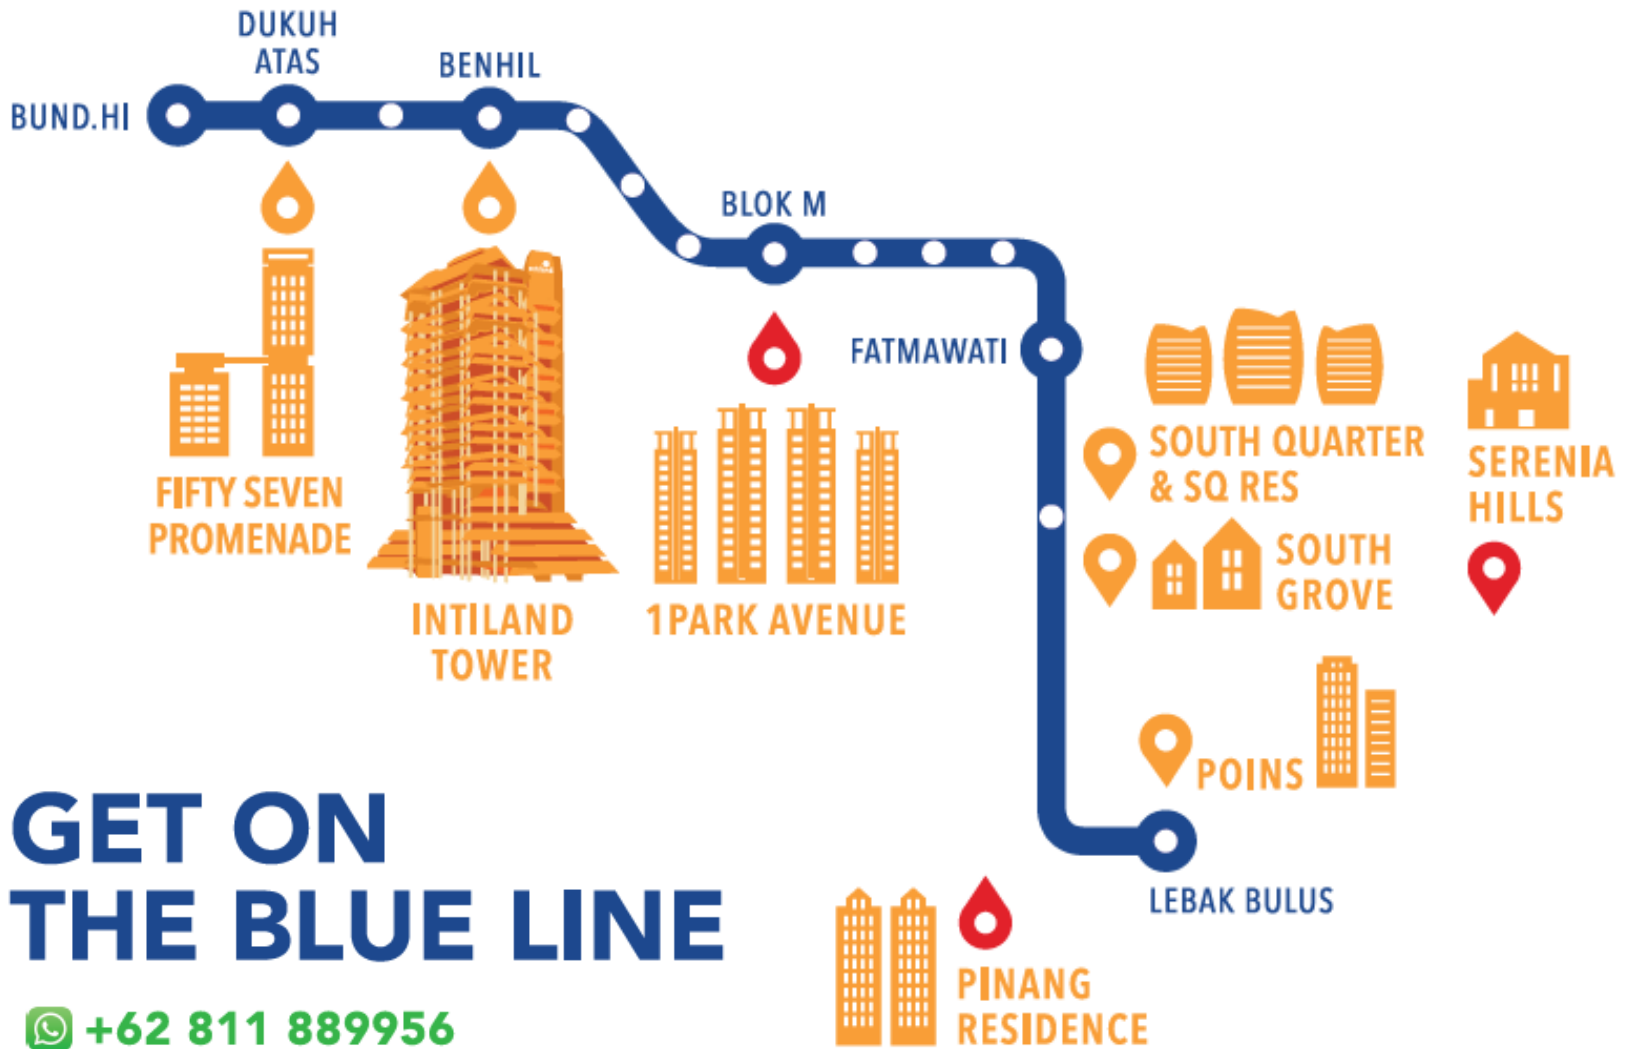 DUKUH
ATAS
BENHIL
BUND.HI
BLOK M
FATMAWATI
FIFTY SEVEN
PROMENADE
INTILAND
TOWER
1PARK AVENUE
SOUTH QUARTER
& SQ RES
SERENIA
HILLS
SOUTH
GROVE
POINS
LEBAK BULUS
GET ON
THE BLUE LINE
PINANG
RESIDENCE
+62 811 889956